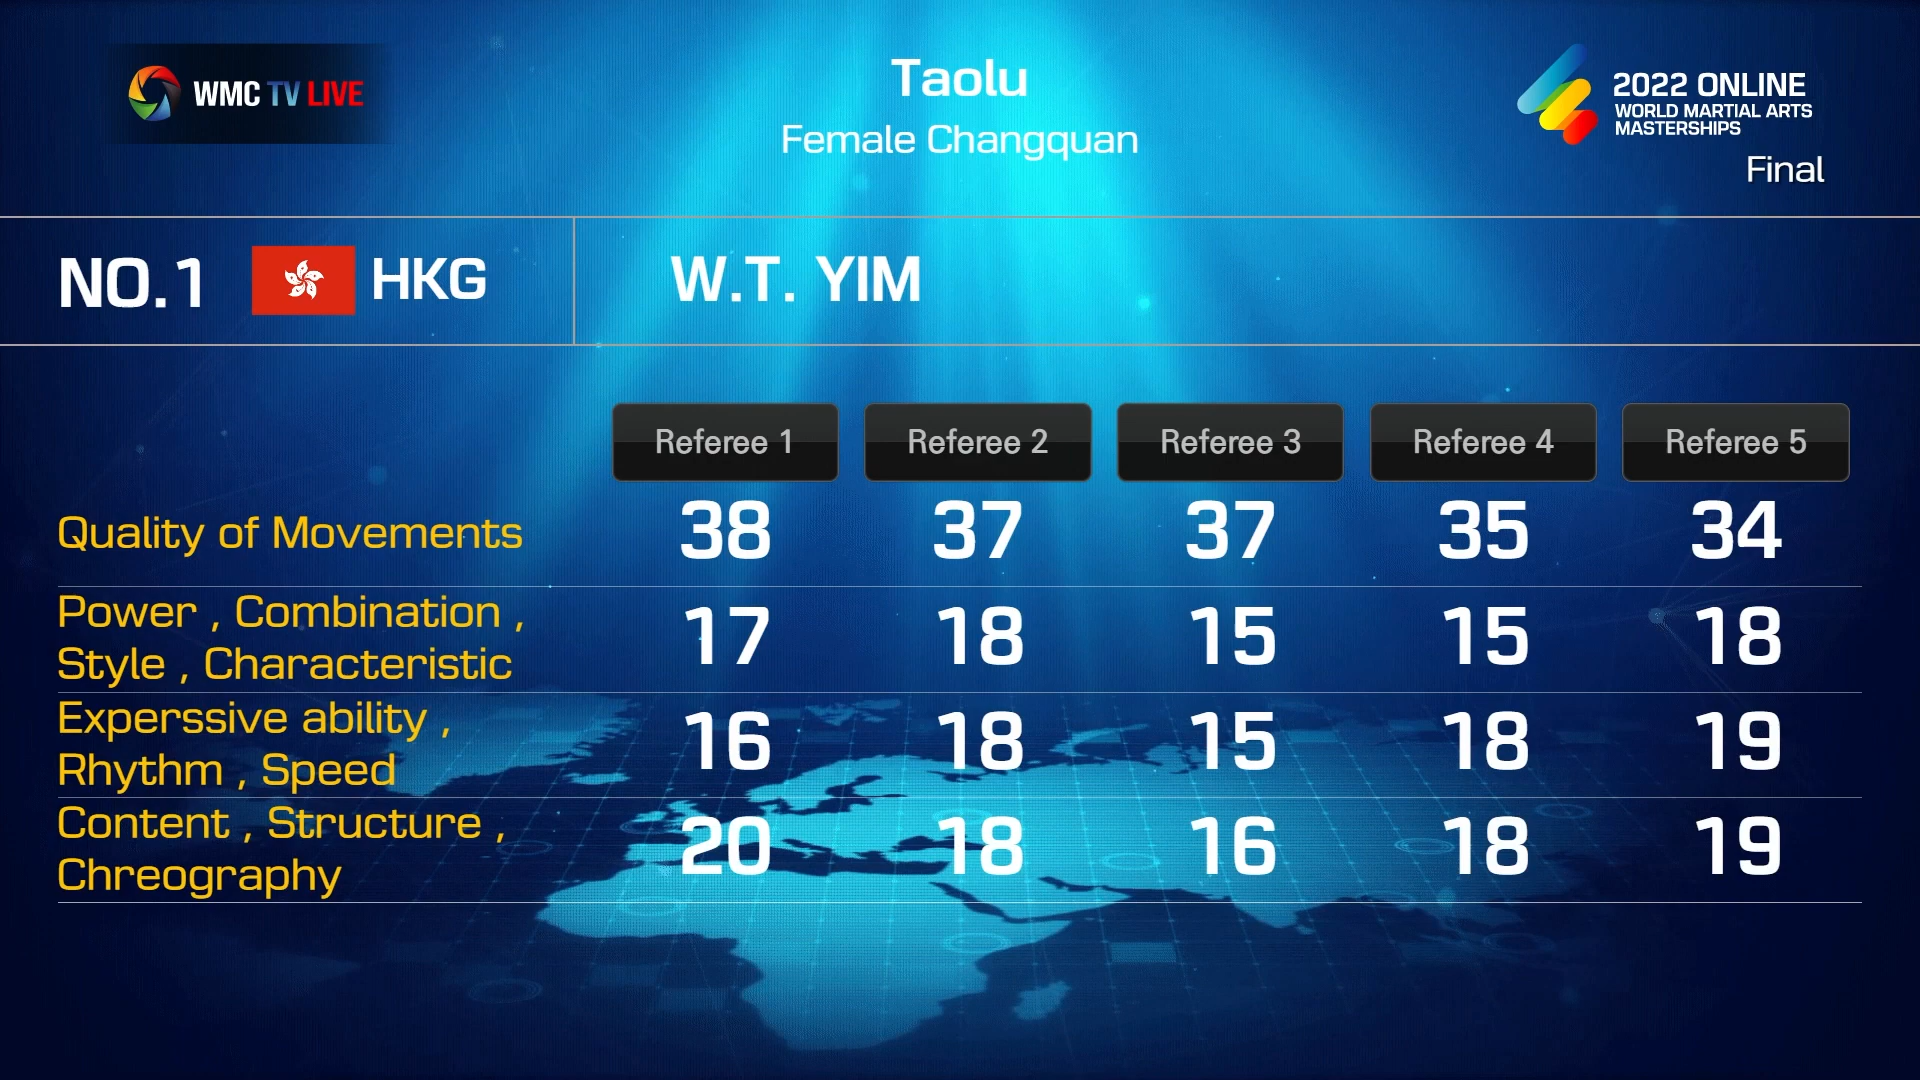 WMC TV LIVE
Taolu
Female Changquan
2022 ONLINE
WORLD MARTIAL ARTS
MASTERSHIPS
Final
NO.1 HKG W.T. YIM
Referee 1 Referee 2 Referee 3 Referee 4 Referee 5
Quality of Movements 38 37 37 35 34
Power , Combination ,
Style , Characteristic 17 18 15 15 18
Experssive ability ,
Rhythm , Speed 16 18 15 18 19
Content , Structure ,
Chreography 20 18 16 18 19